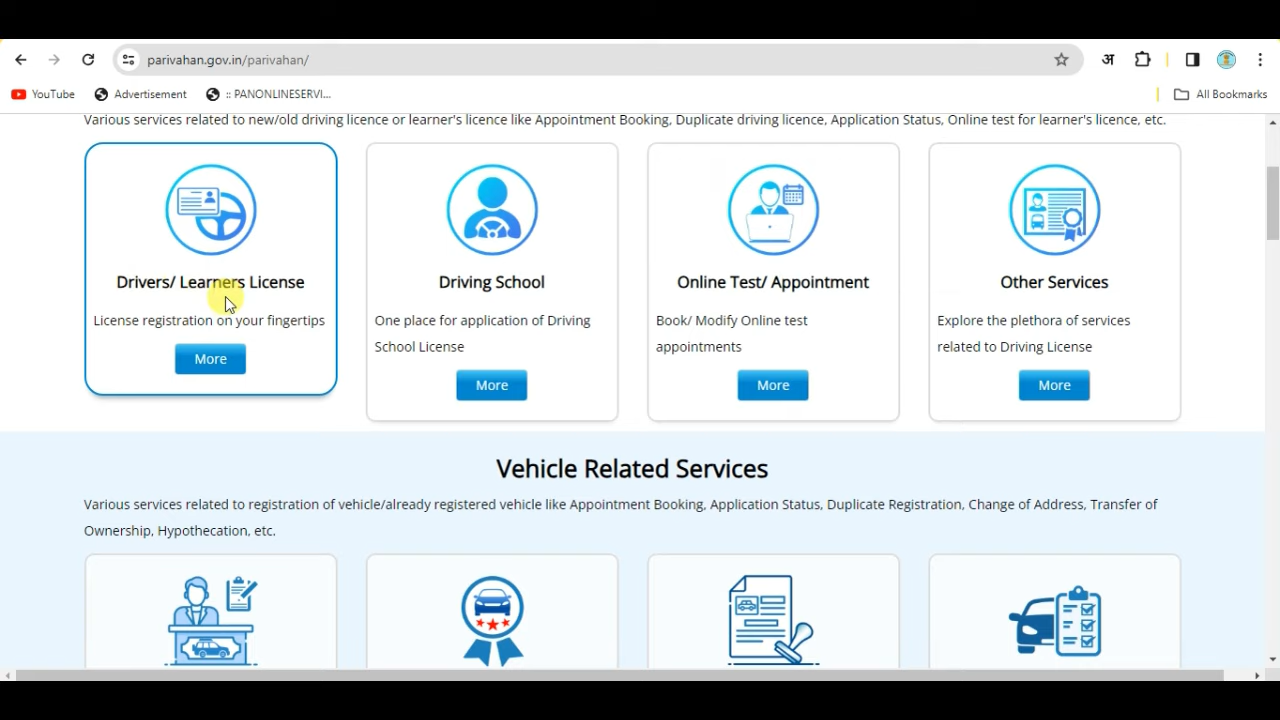 parivahan.gov.in/parivahan/
अ
YouTube
Advertisement
:: PANONLINESERVI...
All Bookmarks
Various services related to new/old driving licence or learner's licence like Appointment Booking, Duplicate driving licence, Application Status, Online test for learner's licence, etc.
Drivers/ Learners License
License registration on your fingertips
More
Driving School
One place for application of Driving
School License
More
Online Test/ Appointment
Book/ Modify Online test
appointments
More
Other Services
Explore the plethora of services
related to Driving License
More
Vehicle Related Services
Various services related to registration of vehicle/already registered vehicle like Appointment Booking, Application Status, Duplicate Registration, Change of Address, Transfer of
Ownership, Hypothecation, etc.